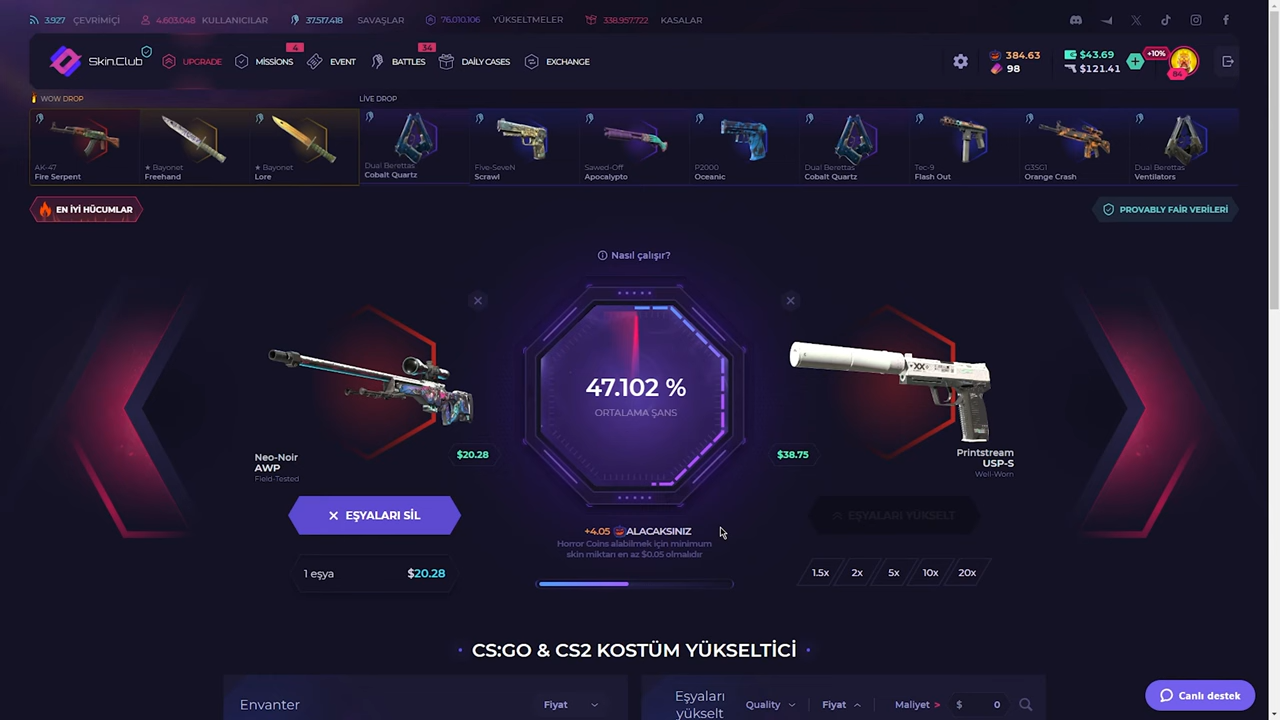 3.927 ÇEVRİMİÇİ
4.603.048 KULLANICILAR
37.517.418 SAVAŞLAR
76.010.106 YÜKSELTMELER
338.957.722 KASALAR
Skin.Club
UPGRADE
4
MISSIONS
EVENT
34
BATTLES
DAILY CASES
EXCHANGE
384.63
98
$43.69
$121.41
+10%
84
WOW DROP
LİVE DROP
AK-47
Fire Serpent
★ Bayonet
Freehand
★ Bayonet
Lore
Dual Berettas
Cobalt Quartz
Five-SeveN
Scrawl
Sawed-Off
Apocalypto
P2000
Oceanic
Dual Berettas
Cobalt Quartz
Tec-9
Flash Out
G3SG1
Orange Crash
Dual Berettas
Ventilators
EN İYİ HÜCUMLAR
PROVABLY FAİR VERİLERİ
Nasıl çalışır?
47.102 %
ORTALAMA ŞANS
Neo-Noir
AWP
Field-Tested
$20.28
$38.75
Printstream
USP-S
Well-Worn
EŞYALARI SİL
1 eşya $20.28
+4.05 ALACAKSINIZ
Horror Coins alabilmek için minimum
skin miktarı en az $0.05 olmalıdır
EŞYALARI YÜKSELT
1.5x 2x 5x 10x 20x
CS:GO & CS2 KOSTÜM YÜKSELTİCİ
Envanter
Fiyat
Eşyaları
yükselt
Quality
Fiyat
Maliyet >
$ 0
Canlı destek